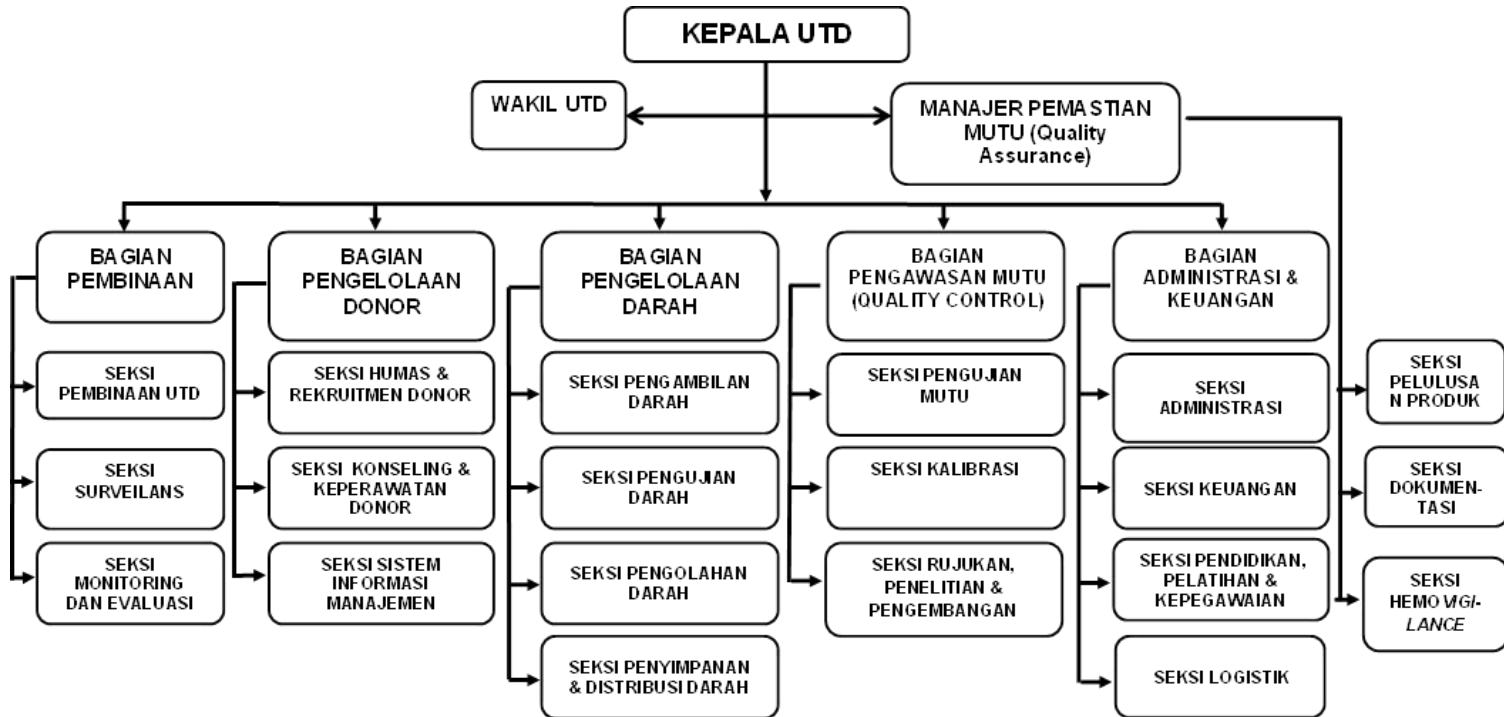 KEPALA UTD
WAKIL UTD
MANAJER PEMASTIAN
MUTU (Quality
Assurance)
BAGIAN
PEMBINAAN
BAGIAN
PENGELOLAAN
DONOR
BAGIAN
PENGELOLAAN
DARAH
BAGIAN
PENGAWASAN MUTU
(QUALITY CONTROL)
BAGIAN
ADMINISTRASI &
KEUANGAN
SEKSI
PEMBINAAN UTD
SEKSI
SURVEILANS
SEKSI
MONITORING
DAN EVALUASI
SEKSI HUMAS &
REKRUITMEN DONOR
SEKSI KONSELING &
KEPERAWATAN
DONOR
SEKSI SISTEM
INFORMASI
MANAJEMEN
SEKSI PENGAMBILAN
DARAH
SEKSI PENGUJIAN
DARAH
SEKSI PENGOLAHAN
DARAH
SEKSI PENYIMPANAN
& DISTRIBUSI DARAH
SEKSI PENGUJIAN
MUTU
SEKSI KALIBRASI
SEKSI RUJUKAN,
PENELITIAN &
PENGEMBANGAN
SEKSI
ADMINISTRASI
SEKSI KEUANGAN
SEKSI PENDIDIKAN,
PELATIHAN &
KEPEGAWAIAN
SEKSI LOGISTIK
SEKSI
PELULUSA
N PRODUK
SEKSI
DOKUMEN-
TASI
SEKSI
HEMOVIGI-
LANCE